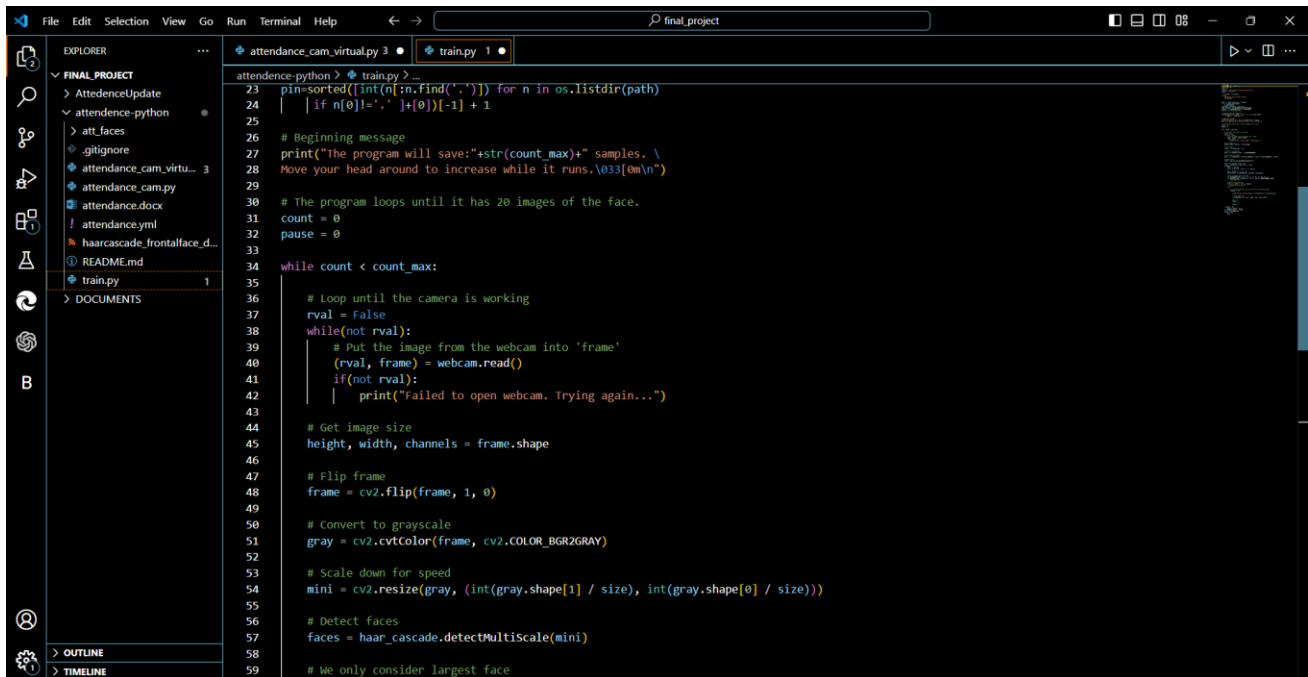 File Edit Selection View Go Run Terminal Help
final_project
EXPLORER
FINAL_PROJECT
AttedenceUpdate
attendence-python
att_faces
.gitignore
attendance_cam_virtu... 3
attendance_cam.py
attendance.docx
attendance.yml
haarcascade_frontalface_d...
README.md
train.py 1
DOCUMENTS
OUTLINE
TIMELINE
attendance_cam_virtual.py 3
train.py 1
attendence-python > train.py > ...
23 pin=sorted([int(n[:n.find('.')]) for n in os.listdir(path)
24 if n[0]!='.' ]+[0])[-1] + 1
25
26 # Beginning message
27 print("The program will save:"+str(count_max)+" samples. \
28 Move your head around to increase while it runs.\033[0m\n")
29
30 # The program loops until it has 20 images of the face.
31 count = 0
32 pause = 0
33
34 while count < count_max:
35
36 # Loop until the camera is working
37 rval = False
38 while(not rval):
39 # Put the image from the webcam into 'frame'
40 (rval, frame) = webcam.read()
41 if(not rval):
42 print("Failed to open webcam. Trying again...")
43
44 # Get image size
45 height, width, channels = frame.shape
46
47 # Flip frame
48 frame = cv2.flip(frame, 1, 0)
49
50 # Convert to grayscale
51 gray = cv2.cvtColor(frame, cv2.COLOR_BGR2GRAY)
52
53 # Scale down for speed
54 mini = cv2.resize(gray, (int(gray.shape[1] / size), int(gray.shape[0] / size)))
55
56 # Detect faces
57 faces = haar_cascade.detectMultiScale(mini)
58
59 # We only consider largest face
2
1
B
1